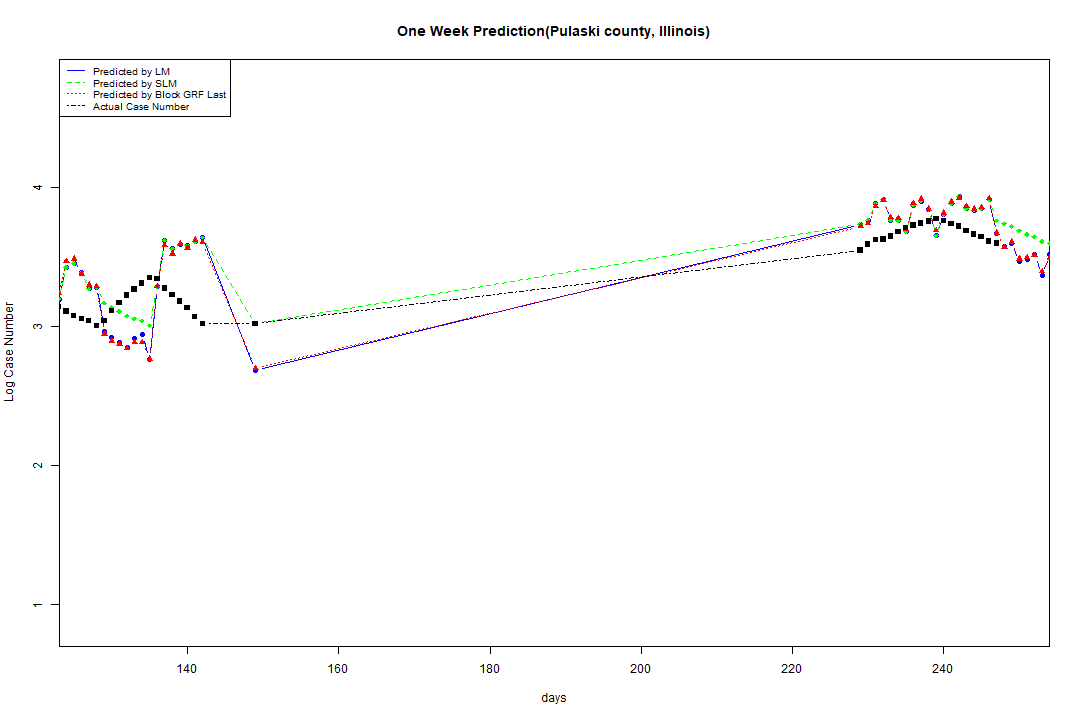 One Week Prediction(Pulaski county, Illinois)
Predicted by LM
Predicted by SLM
Predicted by Block GRF Last
Actual Case Number
4
3
2
1
Log Case Number
140 160 180 200 220 240
days